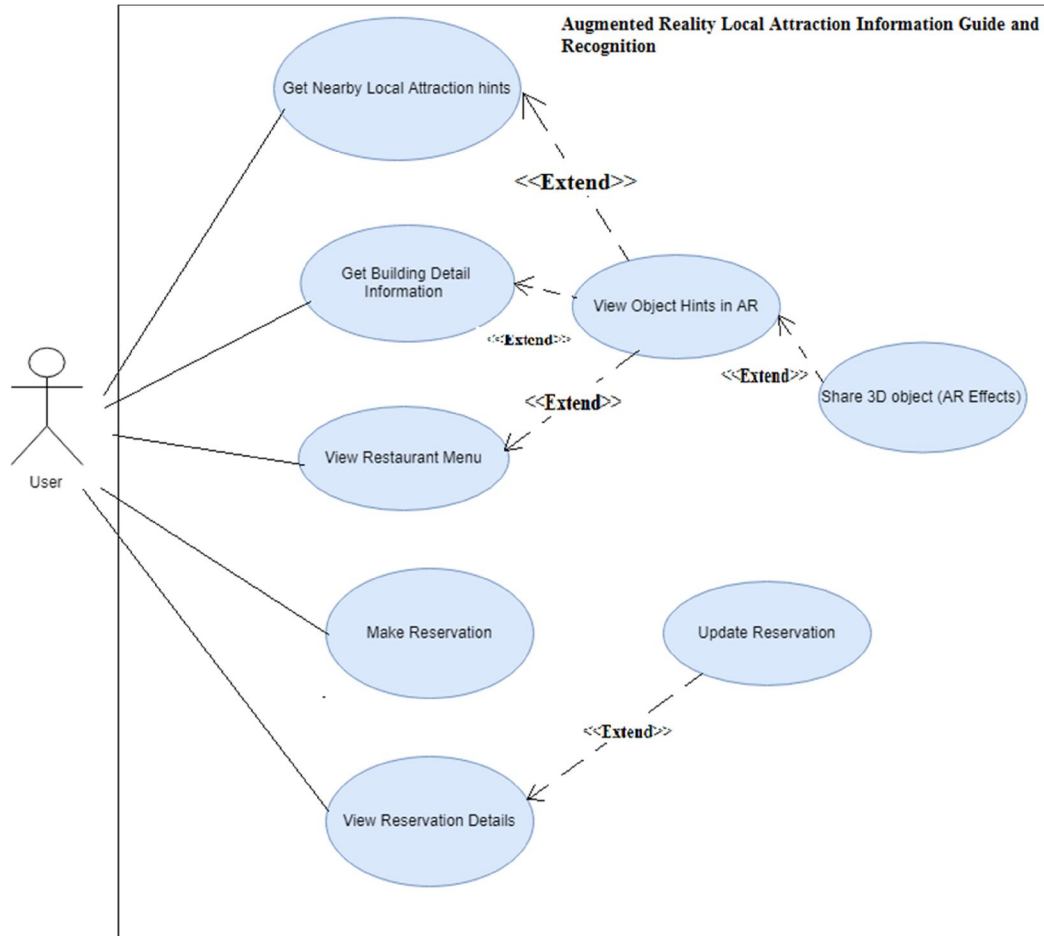 Augmented Reality Local Attraction Information Guide and
Recognition
Get Nearby Local Attraction hints
<<Extend>>
Get Building Detail
Information
View Object Hints in AR
<<Extend>>
<<Extend>>
Share 3D object (AR Effects)
<<Extend>>
View Restaurant Menu
User
Make Reservation
Update Reservation
<<Extend>>
View Reservation Details